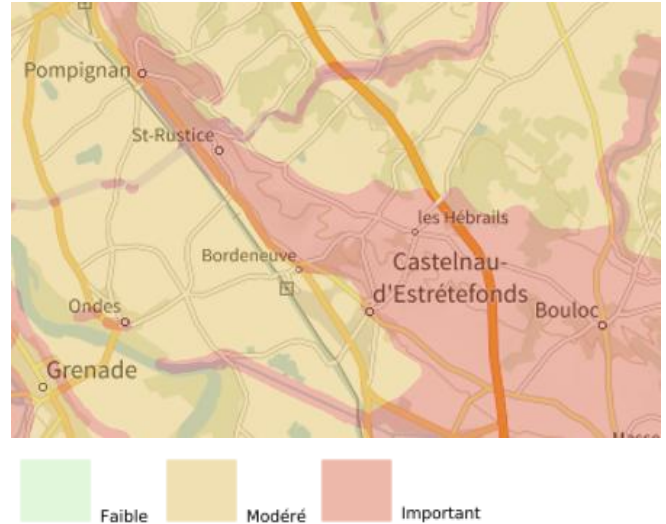 Pompignan
St-Rustice
les Hébrails
Bordeneuve
Castelnau-
d'Estrétefonds
Ondes
Bouloc
Grenade
Faible
Modéré
Important